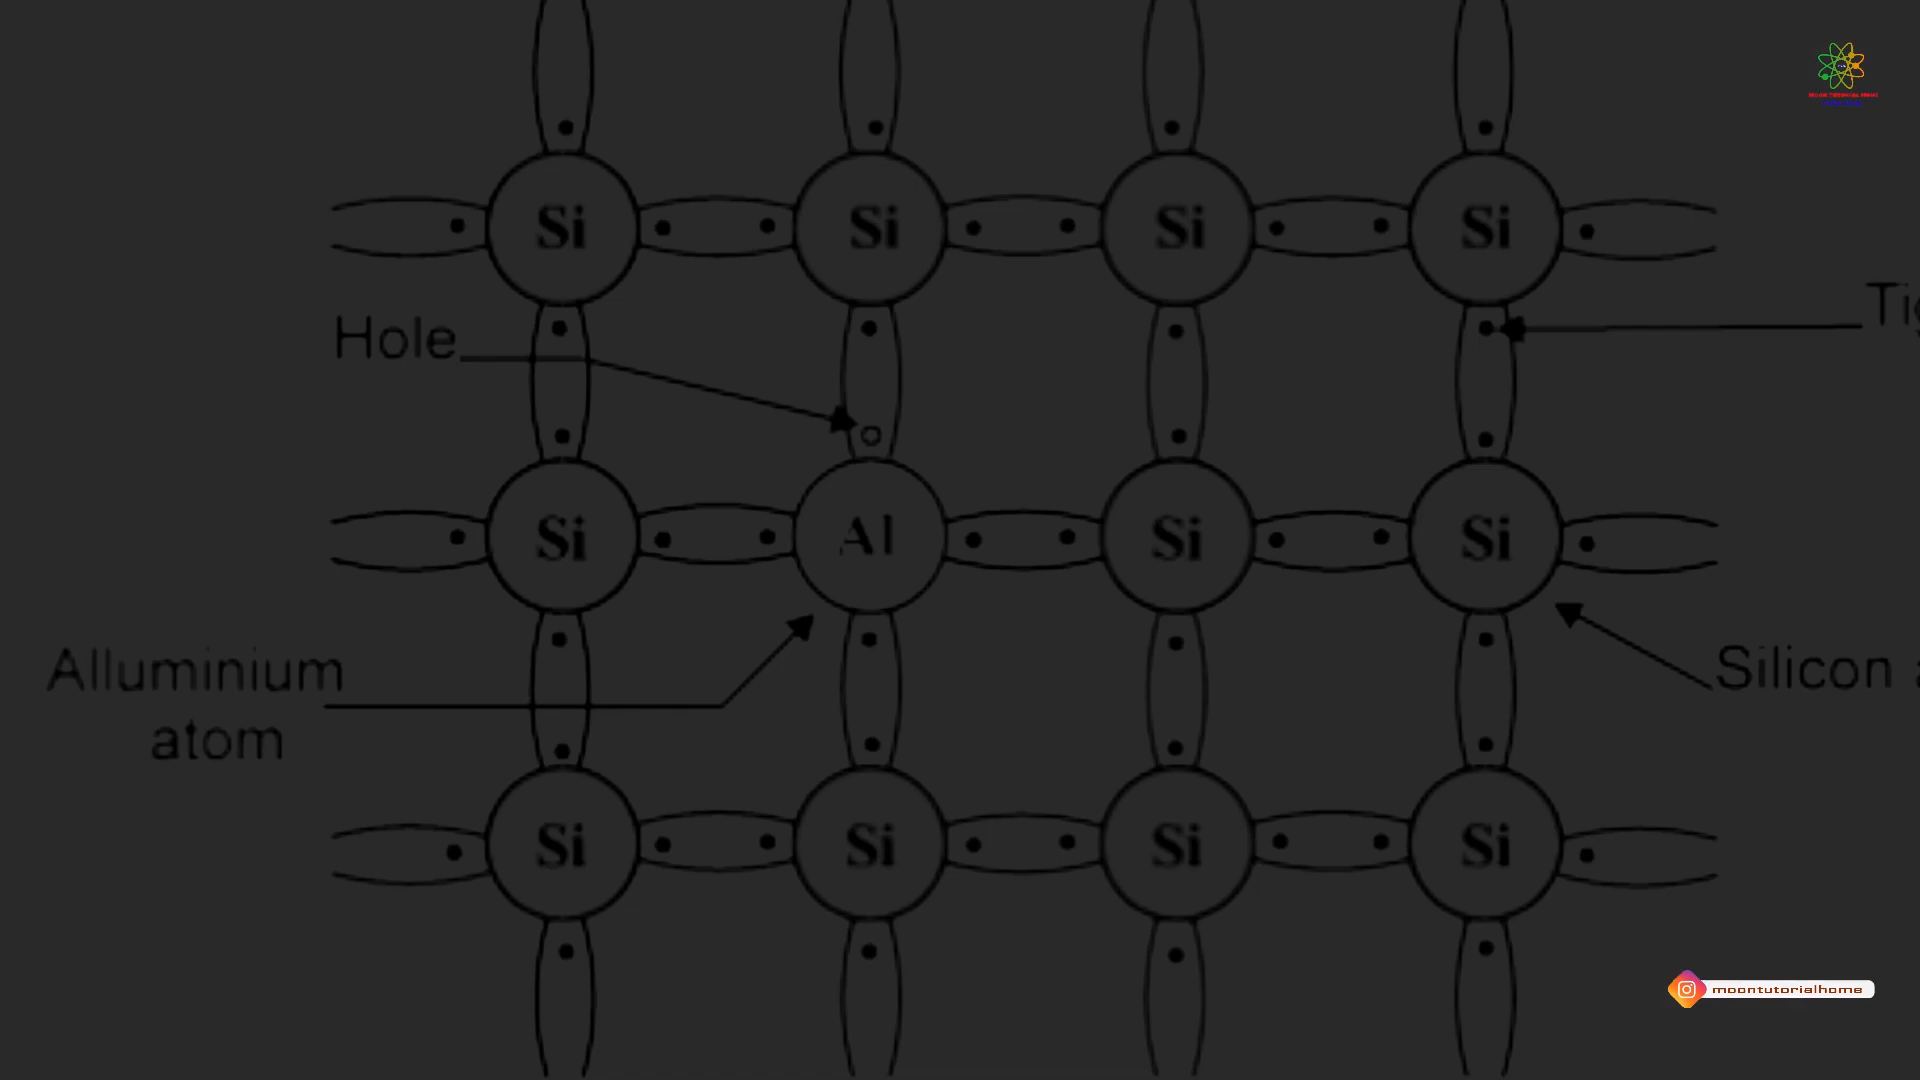 Si Si Si Si
Hole
Si Al Si Si
Alluminium
atom
Silicon
Si Si Si Si
moontutorialhome